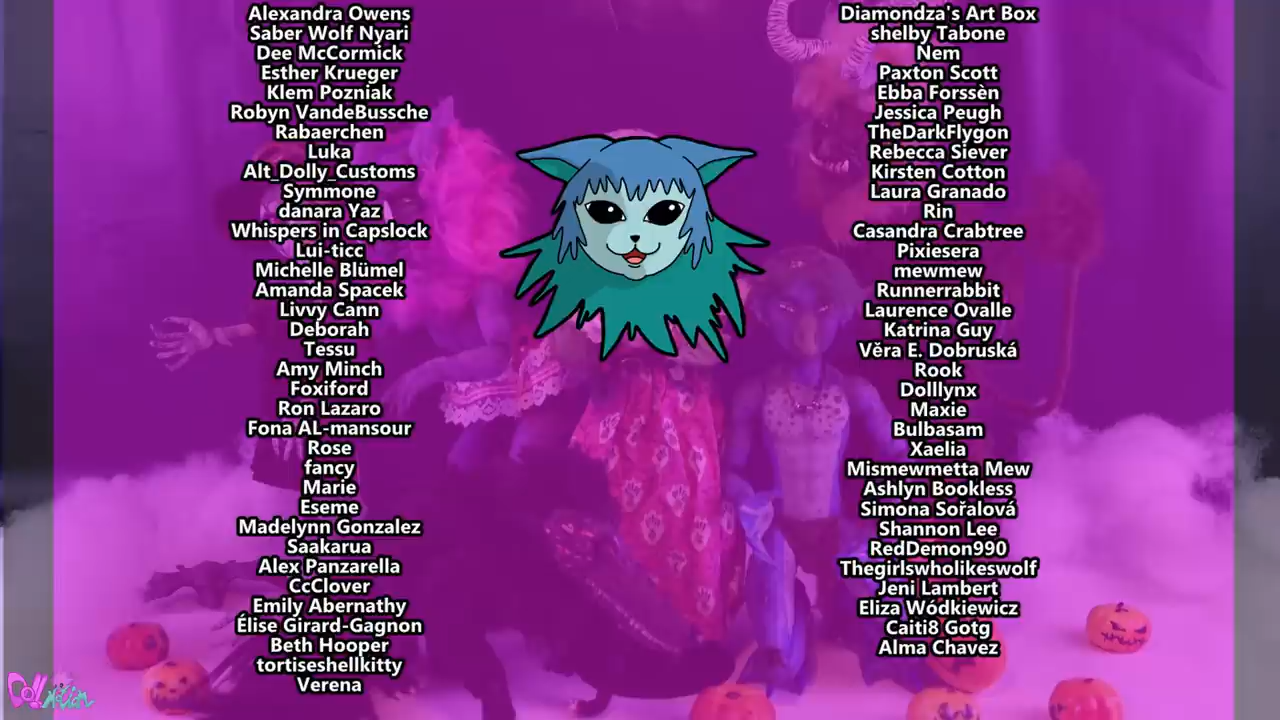 Alexandra Owens
Saber Wolf Nyari
Dee McCormick
Esther Krueger
Klem Pozniak
Robyn VandeBussche
Rabaerchen
Luka
Alt_Dolly_Customs
Symmone
danara Yaz
Whispers in Capslock
Lui-ticc
Michelle Blümel
Amanda Spacek
Livvy Cann
Deborah
Tessu
Amy Minch
Foxiford
Ron Lazaro
Fona AL-mansour
Rose
fancy
Marie
Eseme
Madelynn Gonzalez
Saakarua
Alex Panzarella
CcClover
Emily Abernathy
Élise Girard-Gagnon
Beth Hooper
tortiseshellkitty
Verena
Diamondza's Art Box
shelby Tabone
Nem
Paxton Scott
Ebba Forssèn
Jessica Peugh
TheDarkFlygon
Rebecca Siever
Kirsten Cotton
Laura Granado
Rin
Casandra Crabtree
Pixiesera
mewmew
Runnerrabbit
Laurence Ovalle
Katrina Guy
Věra E. Dobruská
Rook
Dolllynx
Maxie
Bulbasam
Xaelia
Mismewmetta Mew
Ashlyn Bookless
Simona Sořalová
Shannon Lee
RedDemon990
Thegirlswholikeswolf
Jeni Lambert
Eliza Wódkiewicz
Caiti8 Gotg
Alma Chavez